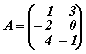 A = ( 1 3
-2 0
4 -1 )